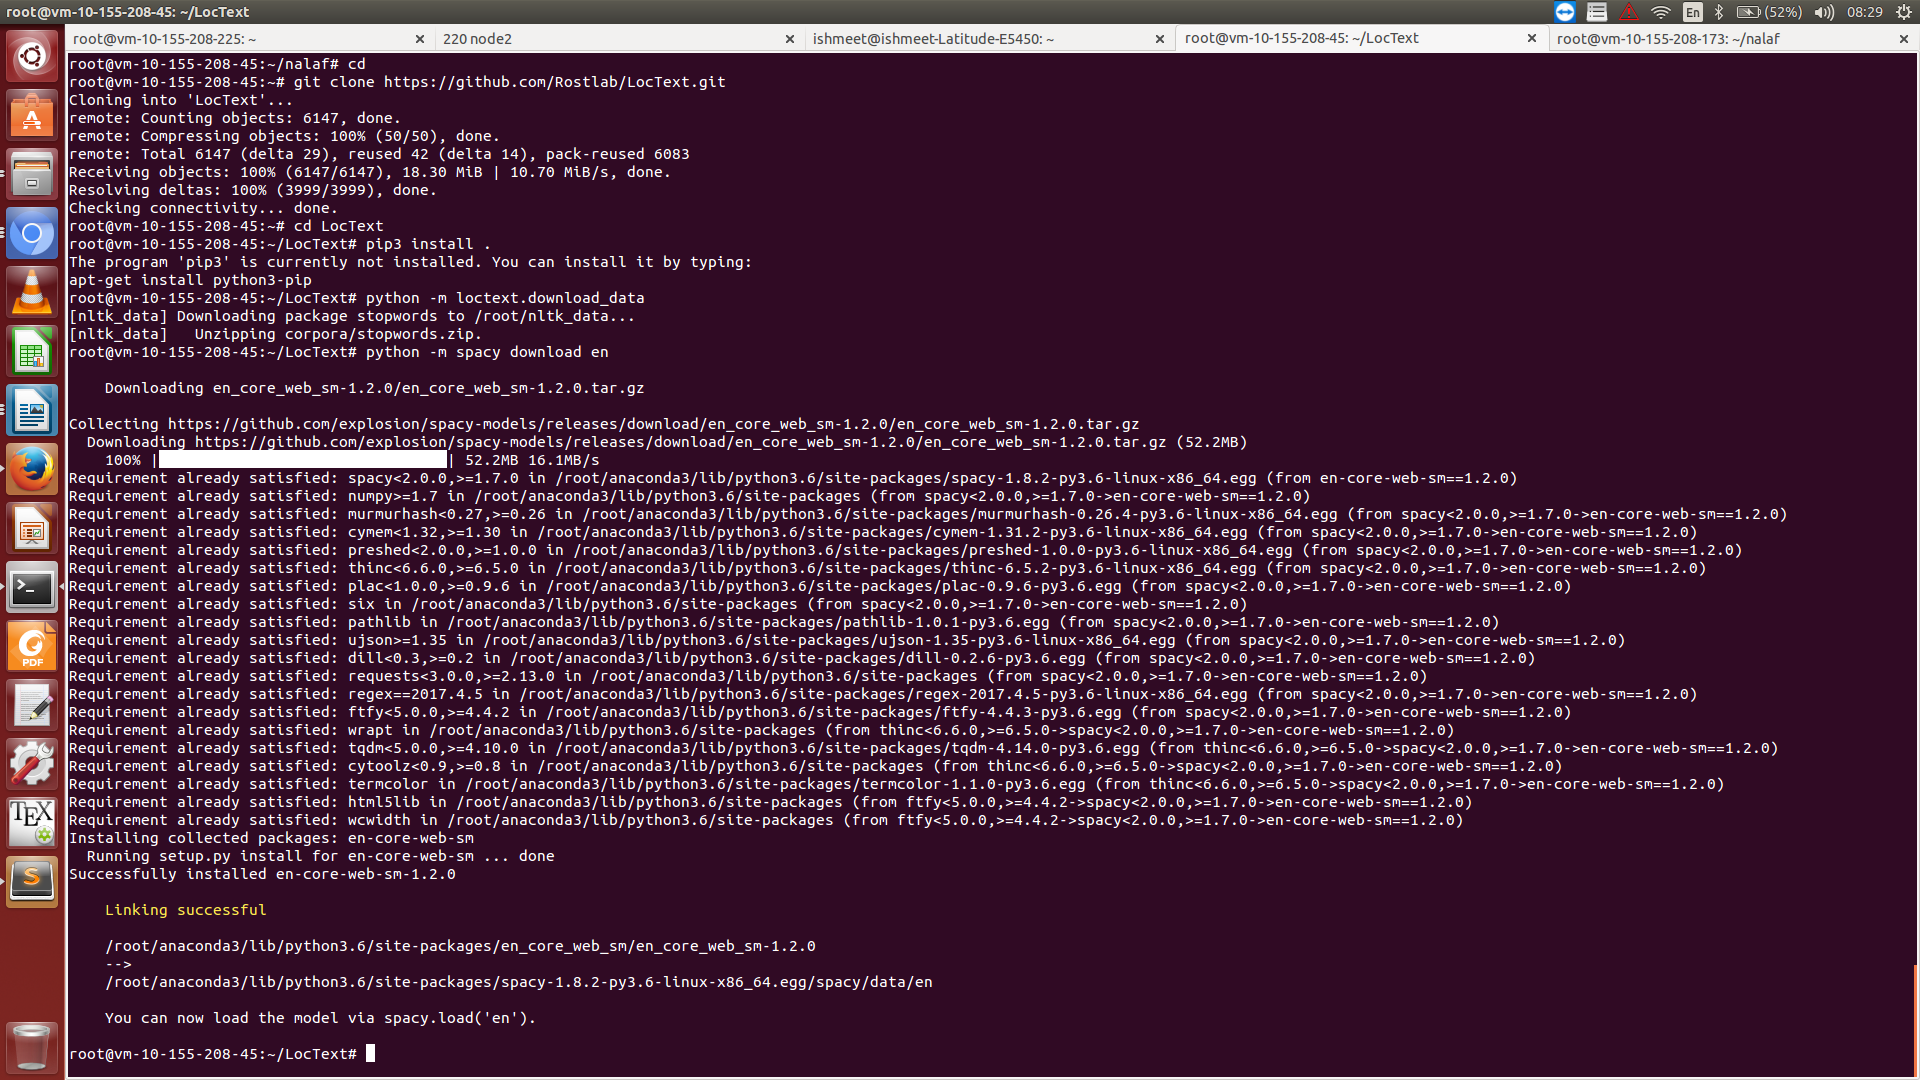 root@vm-10-155-208-45: ~/LocText
En
(52%)
08:29
root@vm-10-155-208-225: ~
220 node2
ishmeet@ishmeet-Latitude-E5450: ~
root@vm-10-155-208-45: ~/LocText
root@vm-10-155-208-173: ~/nalaf
root@vm-10-155-208-45:~/nalaf# cd
root@vm-10-155-208-45:~# git clone https://github.com/Rostlab/LocText.git
Cloning into 'LocText'...
remote: Counting objects: 6147, done.
remote: Compressing objects: 100% (50/50), done.
remote: Total 6147 (delta 29), reused 42 (delta 14), pack-reused 6083
Receiving objects: 100% (6147/6147), 18.30 MiB | 10.70 MiB/s, done.
Resolving deltas: 100% (3999/3999), done.
Checking connectivity... done.
root@vm-10-155-208-45:~# cd LocText
root@vm-10-155-208-45:~/LocText# pip3 install .
The program 'pip3' is currently not installed. You can install it by typing:
apt-get install python3-pip
root@vm-10-155-208-45:~/LocText# python -m loctext.download_data
[nltk_data] Downloading package stopwords to /root/nltk_data...
[nltk_data]   Unzipping corpora/stopwords.zip.
root@vm-10-155-208-45:~/LocText# python -m spacy download en
Downloading en_core_web_sm-1.2.0/en_core_web_sm-1.2.0.tar.gz
Collecting https://github.com/explosion/spacy-models/releases/download/en_core_web_sm-1.2.0/en_core_web_sm-1.2.0.tar.gz
Downloading https://github.com/explosion/spacy-models/releases/download/en_core_web_sm-1.2.0/en_core_web_sm-1.2.0.tar.gz (52.2MB)
100% | | 52.2MB 16.1MB/s
Requirement already satisfied: spacy<2.0.0,>=1.7.0 in /root/anaconda3/lib/python3.6/site-packages/spacy-1.8.2-py3.6-linux-x86_64.egg (from en-core-web-sm==1.2.0)
Requirement already satisfied: numpy>=1.7 in /root/anaconda3/lib/python3.6/site-packages (from spacy<2.0.0,>=1.7.0->en-core-web-sm==1.2.0)
Requirement already satisfied: murmurhash<0.27,>=0.26 in /root/anaconda3/lib/python3.6/site-packages/murmurhash-0.26.4-py3.6-linux-x86_64.egg (from spacy<2.0.0,>=1.7.0->en-core-web-sm==1.2.0)
Requirement already satisfied: cymem<1.32,>=1.30 in /root/anaconda3/lib/python3.6/site-packages/cymem-1.31.2-py3.6-linux-x86_64.egg (from spacy<2.0.0,>=1.7.0->en-core-web-sm==1.2.0)
Requirement already satisfied: preshed<2.0.0,>=1.0.0 in /root/anaconda3/lib/python3.6/site-packages/preshed-1.0.0-py3.6-linux-x86_64.egg (from spacy<2.0.0,>=1.7.0->en-core-web-sm==1.2.0)
Requirement already satisfied: thinc<6.6.0,>=6.5.0 in /root/anaconda3/lib/python3.6/site-packages/thinc-6.5.2-py3.6-linux-x86_64.egg (from spacy<2.0.0,>=1.7.0->en-core-web-sm==1.2.0)
Requirement already satisfied: plac<1.0.0,>=0.9.6 in /root/anaconda3/lib/python3.6/site-packages/plac-0.9.6-py3.6.egg (from spacy<2.0.0,>=1.7.0->en-core-web-sm==1.2.0)
Requirement already satisfied: six in /root/anaconda3/lib/python3.6/site-packages (from spacy<2.0.0,>=1.7.0->en-core-web-sm==1.2.0)
Requirement already satisfied: pathlib in /root/anaconda3/lib/python3.6/site-packages/pathlib-1.0.1-py3.6.egg (from spacy<2.0.0,>=1.7.0->en-core-web-sm==1.2.0)
Requirement already satisfied: ujson>=1.35 in /root/anaconda3/lib/python3.6/site-packages/ujson-1.35-py3.6-linux-x86_64.egg (from spacy<2.0.0,>=1.7.0->en-core-web-sm==1.2.0)
Requirement already satisfied: dill<0.3,>=0.2 in /root/anaconda3/lib/python3.6/site-packages/dill-0.2.6-py3.6.egg (from spacy<2.0.0,>=1.7.0->en-core-web-sm==1.2.0)
Requirement already satisfied: requests<3.0.0,>=2.13.0 in /root/anaconda3/lib/python3.6/site-packages (from spacy<2.0.0,>=1.7.0->en-core-web-sm==1.2.0)
Requirement already satisfied: regex==2017.4.5 in /root/anaconda3/lib/python3.6/site-packages/regex-2017.4.5-py3.6-linux-x86_64.egg (from spacy<2.0.0,>=1.7.0->en-core-web-sm==1.2.0)
Requirement already satisfied: ftfy<5.0.0,>=4.4.2 in /root/anaconda3/lib/python3.6/site-packages/ftfy-4.4.3-py3.6.egg (from spacy<2.0.0,>=1.7.0->en-core-web-sm==1.2.0)
Requirement already satisfied: wrapt in /root/anaconda3/lib/python3.6/site-packages (from thinc<6.6.0,>=6.5.0->spacy<2.0.0,>=1.7.0->en-core-web-sm==1.2.0)
Requirement already satisfied: tqdm<5.0.0,>=4.10.0 in /root/anaconda3/lib/python3.6/site-packages/tqdm-4.14.0-py3.6.egg (from thinc<6.6.0,>=6.5.0->spacy<2.0.0,>=1.7.0->en-core-web-sm==1.2.0)
Requirement already satisfied: cytoolz<0.9,>=0.8 in /root/anaconda3/lib/python3.6/site-packages (from thinc<6.6.0,>=6.5.0->spacy<2.0.0,>=1.7.0->en-core-web-sm==1.2.0)
Requirement already satisfied: termcolor in /root/anaconda3/lib/python3.6/site-packages/termcolor-1.1.0-py3.6.egg (from thinc<6.6.0,>=6.5.0->spacy<2.0.0,>=1.7.0->en-core-web-sm==1.2.0)
Requirement already satisfied: html5lib in /root/anaconda3/lib/python3.6/site-packages (from ftfy<5.0.0,>=4.4.2->spacy<2.0.0,>=1.7.0->en-core-web-sm==1.2.0)
Requirement already satisfied: wcwidth in /root/anaconda3/lib/python3.6/site-packages (from ftfy<5.0.0,>=4.4.2->spacy<2.0.0,>=1.7.0->en-core-web-sm==1.2.0)
Installing collected packages: en-core-web-sm
Running setup.py install for en-core-web-sm ... done
Successfully installed en-core-web-sm-1.2.0
Linking successful
/root/anaconda3/lib/python3.6/site-packages/en_core_web_sm/en_core_web_sm-1.2.0
-->
/root/anaconda3/lib/python3.6/site-packages/spacy-1.8.2-py3.6-linux-x86_64.egg/spacy/data/en
You can now load the model via spacy.load('en').
root@vm-10-155-208-45:~/LocText#
PDF
TEX